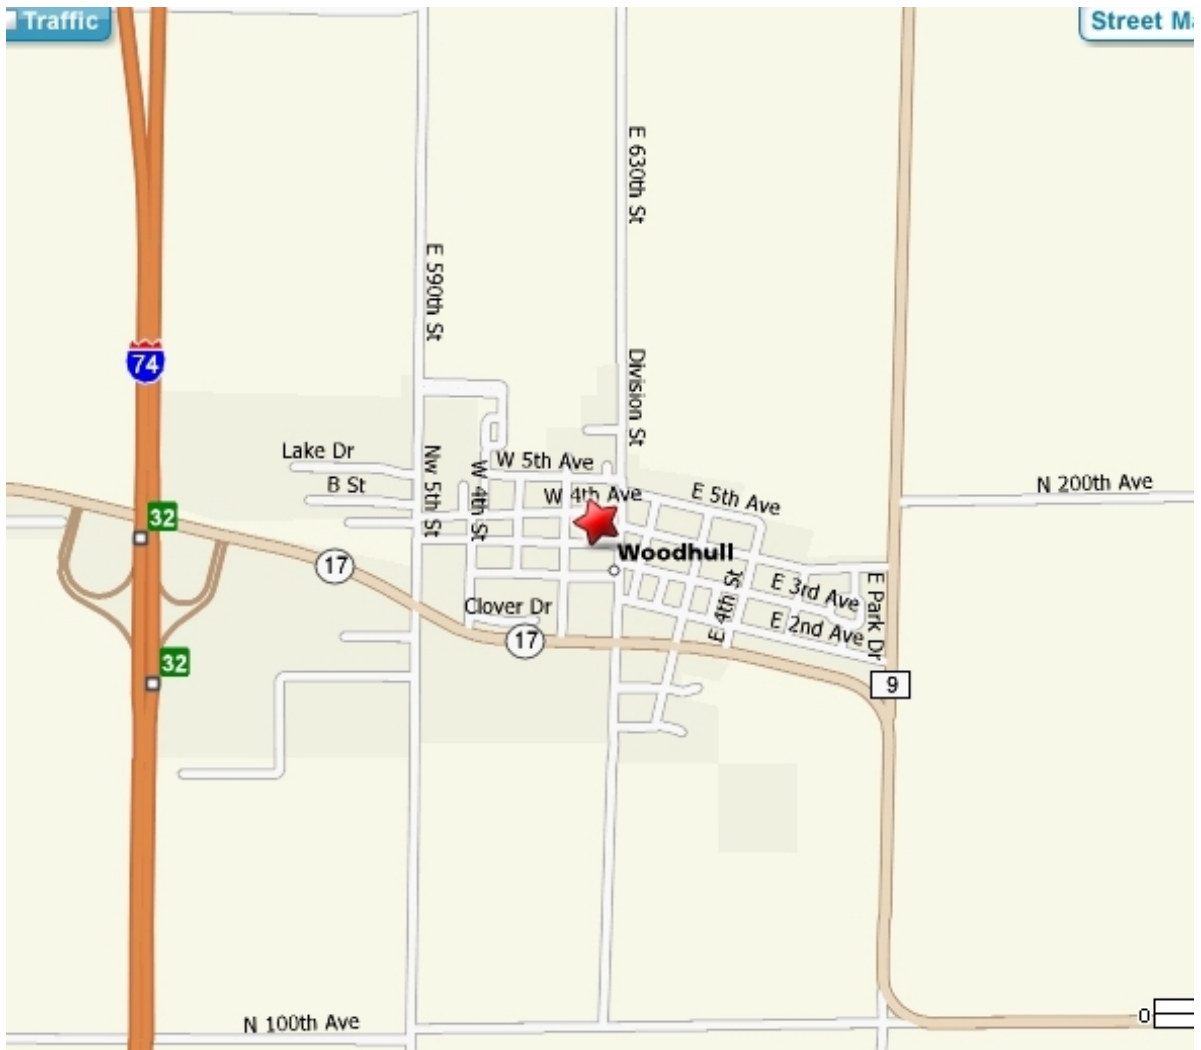 Traffic
Street Ma
E 630th St
E 590th St
74
Division St
Lake Dr
Nw 5th St
W 4th St
W 5th Ave
B St
W 4th Ave
E 5th Ave
N 200th Ave
32
Woodhull
17
E 3rd Ave
E Park Dr
E 4th St
Clover Dr
E 2nd Ave
17
32
9
N 100th Ave
0